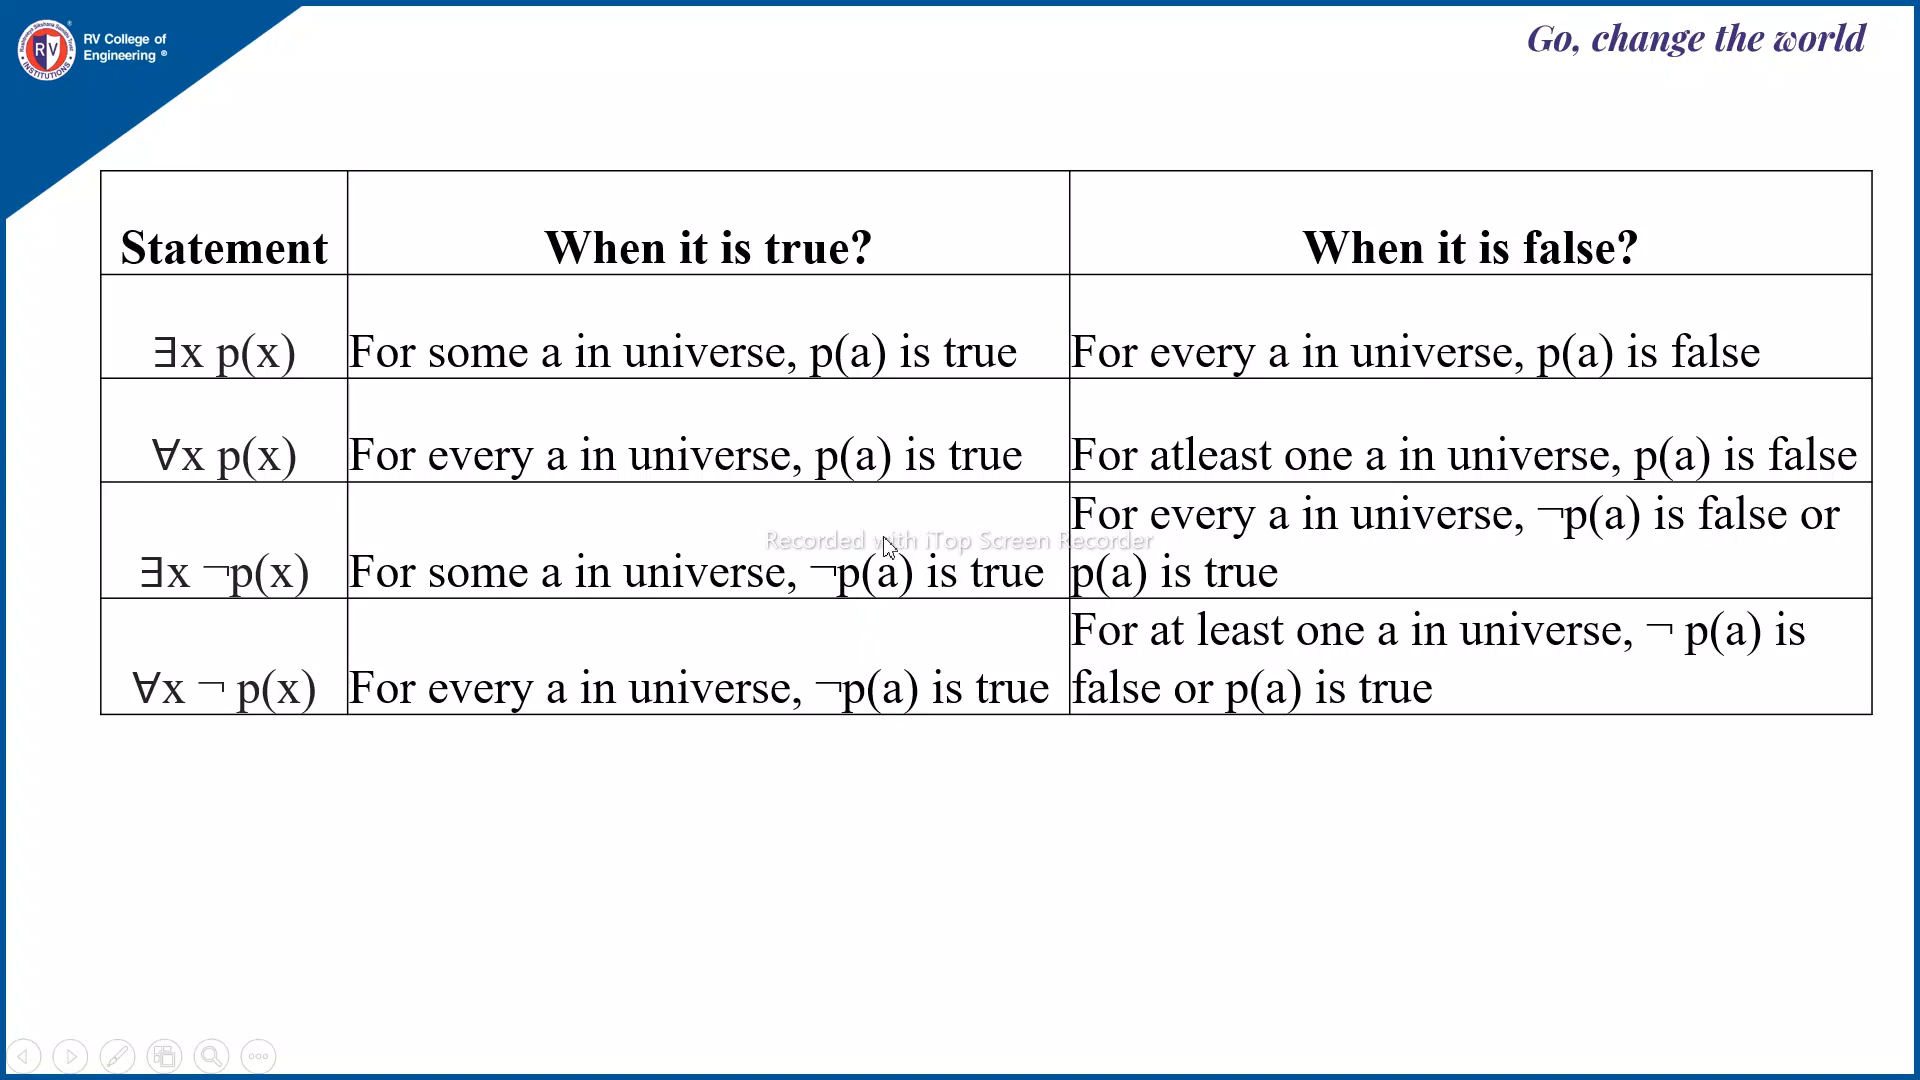 RV College of
Engineering ®
RV
INSTITUTIONS
Go, change the world
Statement
When it is true?
When it is false?
∃x p(x)
For some a in universe, p(a) is true
For every a in universe, p(a) is false
∀x p(x)
For every a in universe, p(a) is true
For atleast one a in universe, p(a) is false
∃x ¬p(x)
For some a in universe, ¬p(a) is true
For every a in universe, ¬p(a) is false or
p(a) is true
Recorded with iTop Screen Recorder
∀x ¬ p(x)
For every a in universe, ¬p(a) is true
For at least one a in universe, ¬ p(a) is
false or p(a) is true